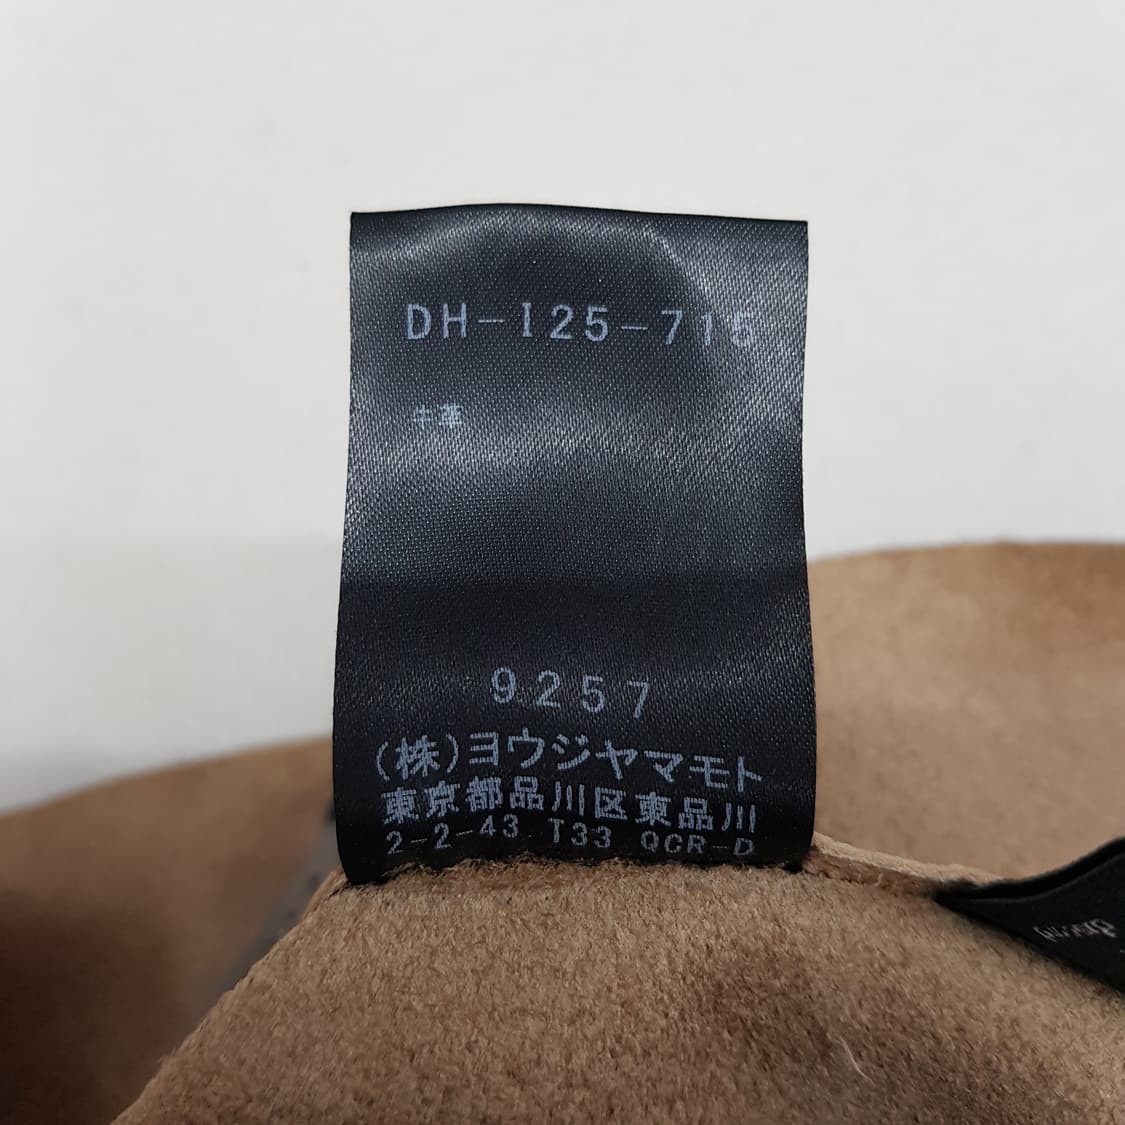 DH-I25-715
牛革
9257
(株)ヨウジヤマモト
東京都品川区東品川
2-2-43 T33 QCR-D